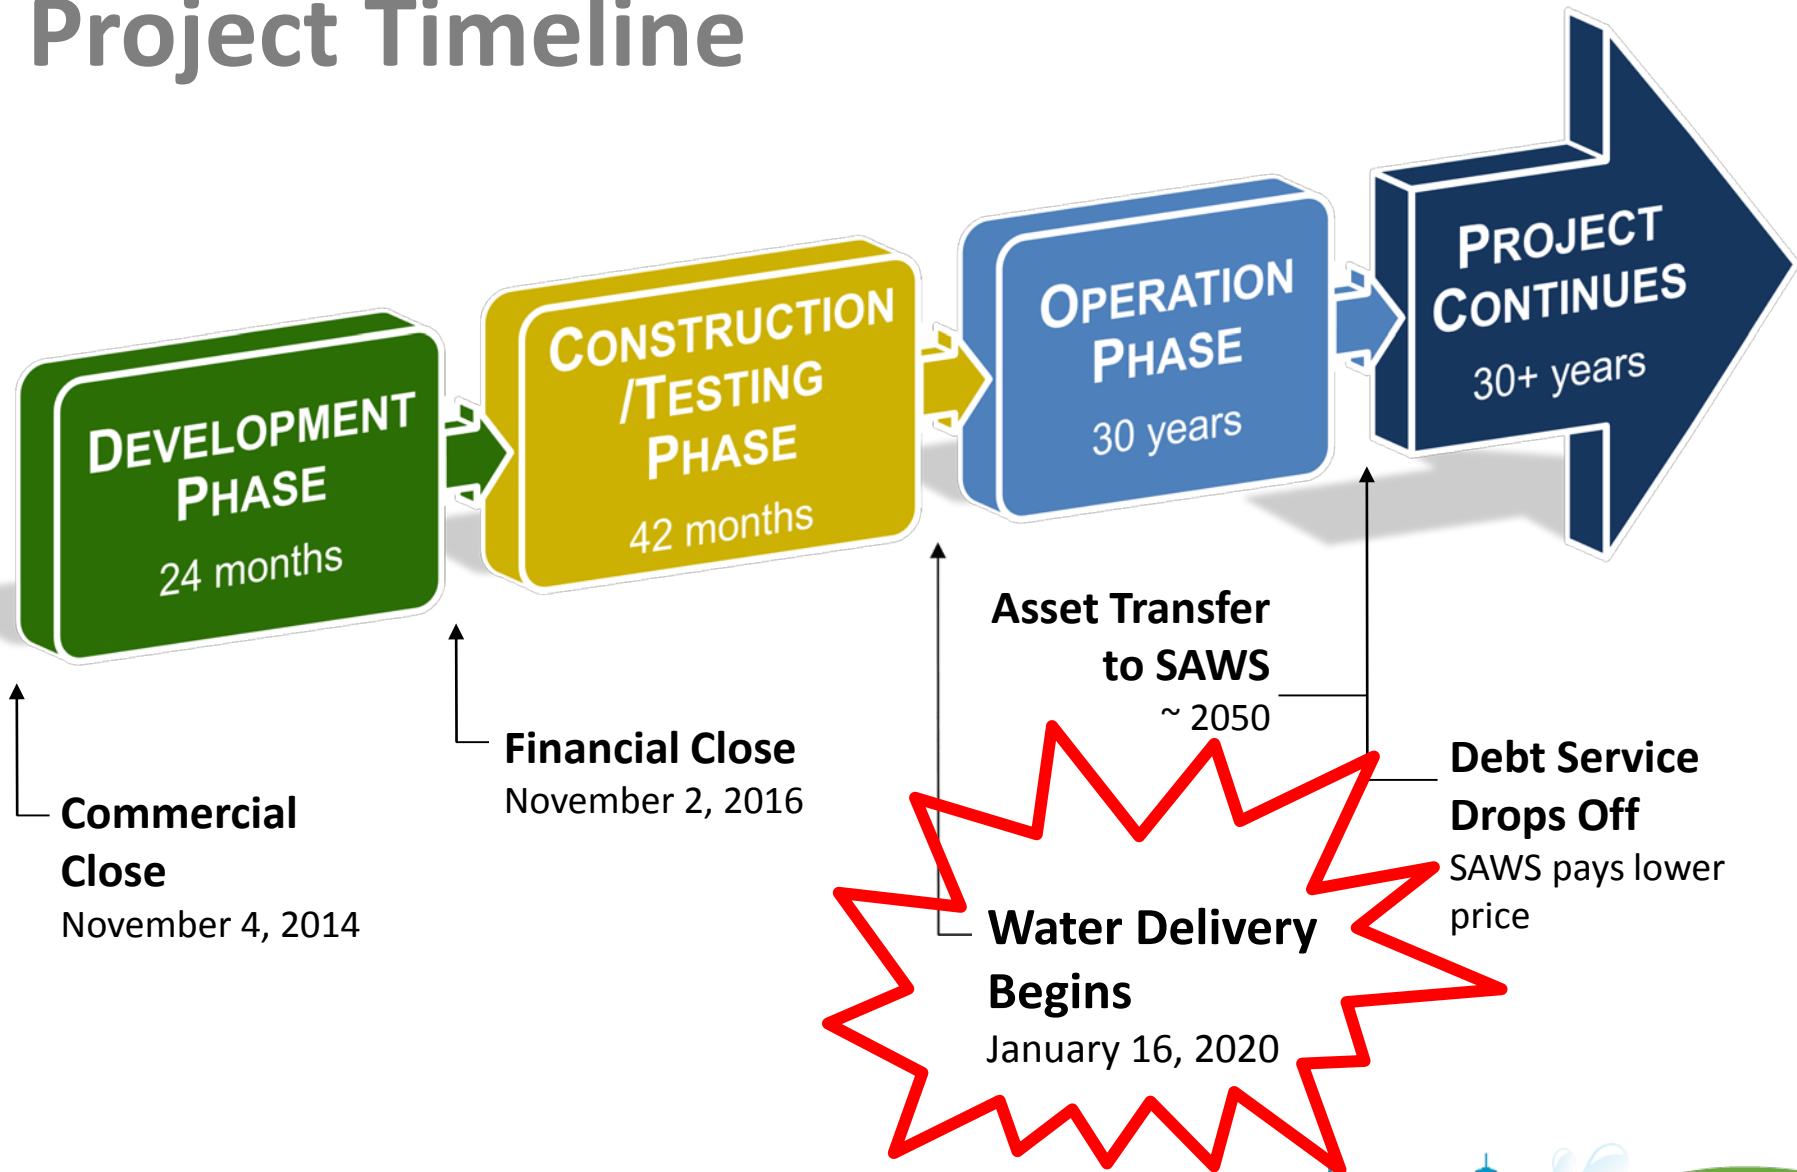 Project Timeline
DEVELOPMENT
PHASE
24 months
CONSTRUCTION
/TESTING
PHASE
42 months
OPERATION
PHASE
30 years
PROJECT
CONTINUES
30+ years
Commercial
Close
November 4, 2014
Financial Close
November 2, 2016
Water Delivery
Begins
January 16, 2020
Asset Transfer
to SAWS
~ 2050
Debt Service
Drops Off
SAWS pays lower
price